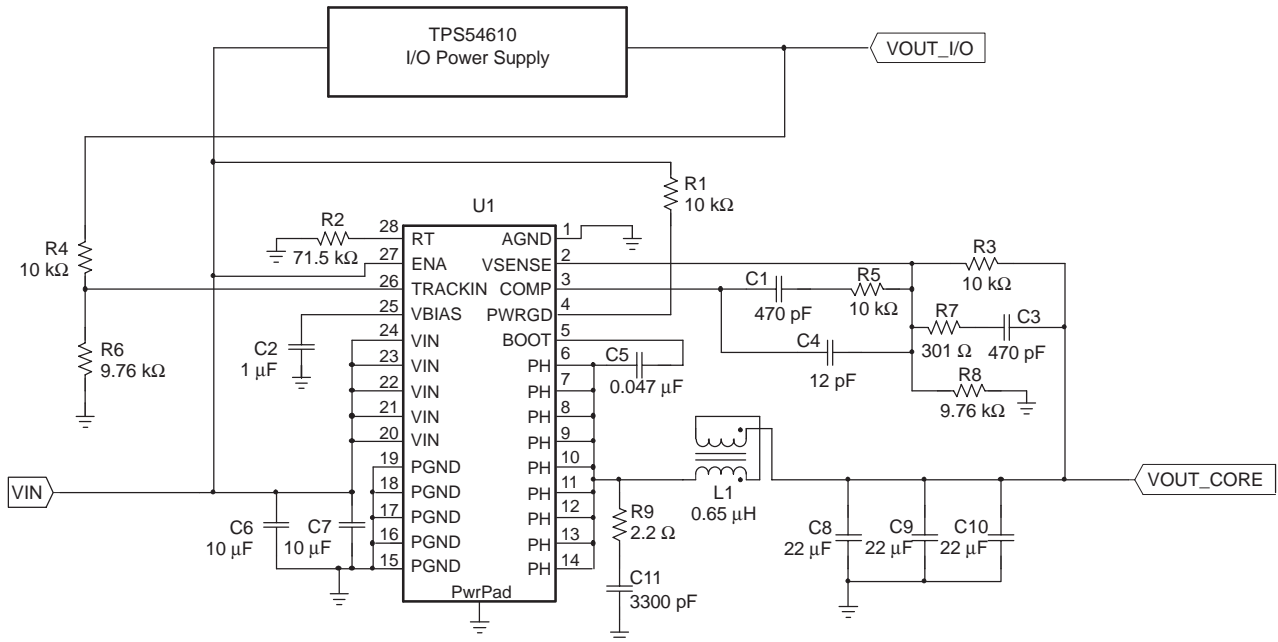 TPS54610
I/O Power Supply
VOUT_I/O
R1
10 kΩ
U1
R4
10 kΩ
R2
71.5 kΩ
28
RT
27
ENA
26
TRACKIN
25
VBIAS
24
VIN
23
VIN
22
VIN
21
VIN
20
VIN
19
PGND
18
PGND
17
PGND
16
PGND
15
PGND
1
AGND
2
VSENSE
3
COMP
4
PWRGD
5
BOOT
6
PH
7
PH
8
PH
9
PH
10
PH
11
PH
12
PH
13
PH
14
PH
PwrPad
R6
9.76 kΩ
C2
1 μF
C1
470 pF
R5
10 kΩ
R3
10 kΩ
R7
301 Ω
C3
470 pF
C4
12 pF
R8
9.76 kΩ
C5
0.047 μF
L1
0.65 μH
VIN
VOUT_CORE
C6
10 μF
C7
10 μF
R9
2.2 Ω
C11
3300 pF
C8
22 μF
C9
22 μF
C10
22 μF